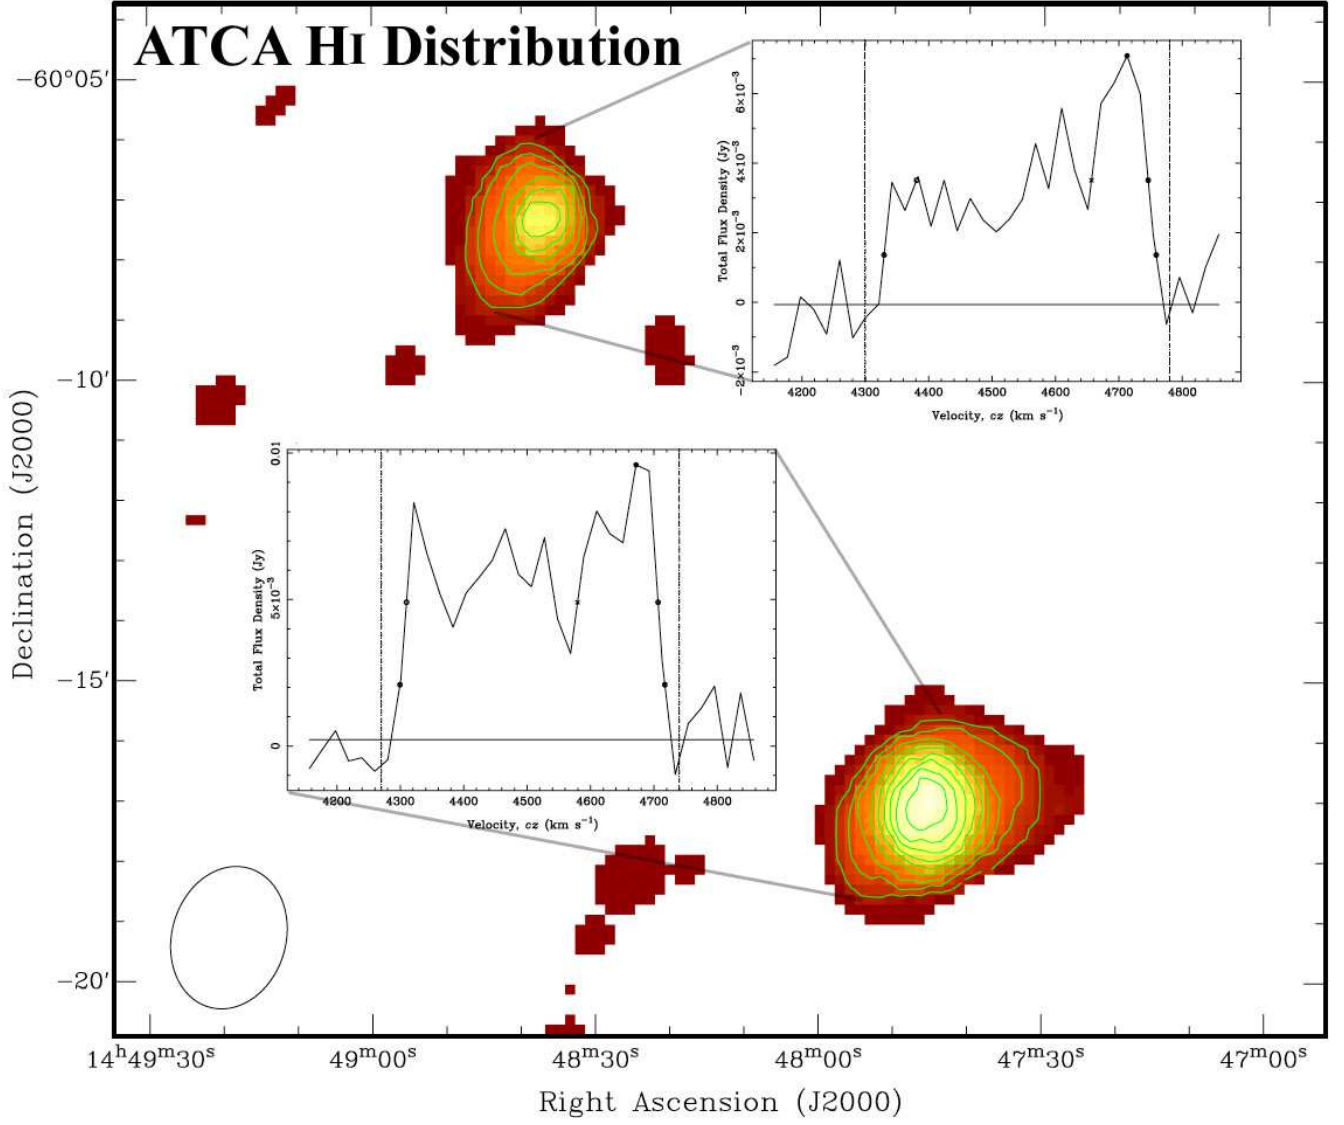 ATCA HI Distribution
−60°05′
−10′
−15′
−20′
Declination (J2000)
14ʰ49ᵐ30ˢ
49ᵐ00ˢ
48ᵐ30ˢ
48ᵐ00ˢ
47ᵐ30ˢ
47ᵐ00ˢ
Right Ascension (J2000)
Total Flux Density (Jy)
6×10⁻³
4×10⁻³
2×10⁻³
0
−2×10⁻³
4200 4300 4400 4500 4600 4700 4800
Velocity, cz (km s⁻¹)
Total Flux Density (Jy)
0.01
5×10⁻³
0
4200 4300 4400 4500 4600 4700 4800
Velocity, cz (km s⁻¹)